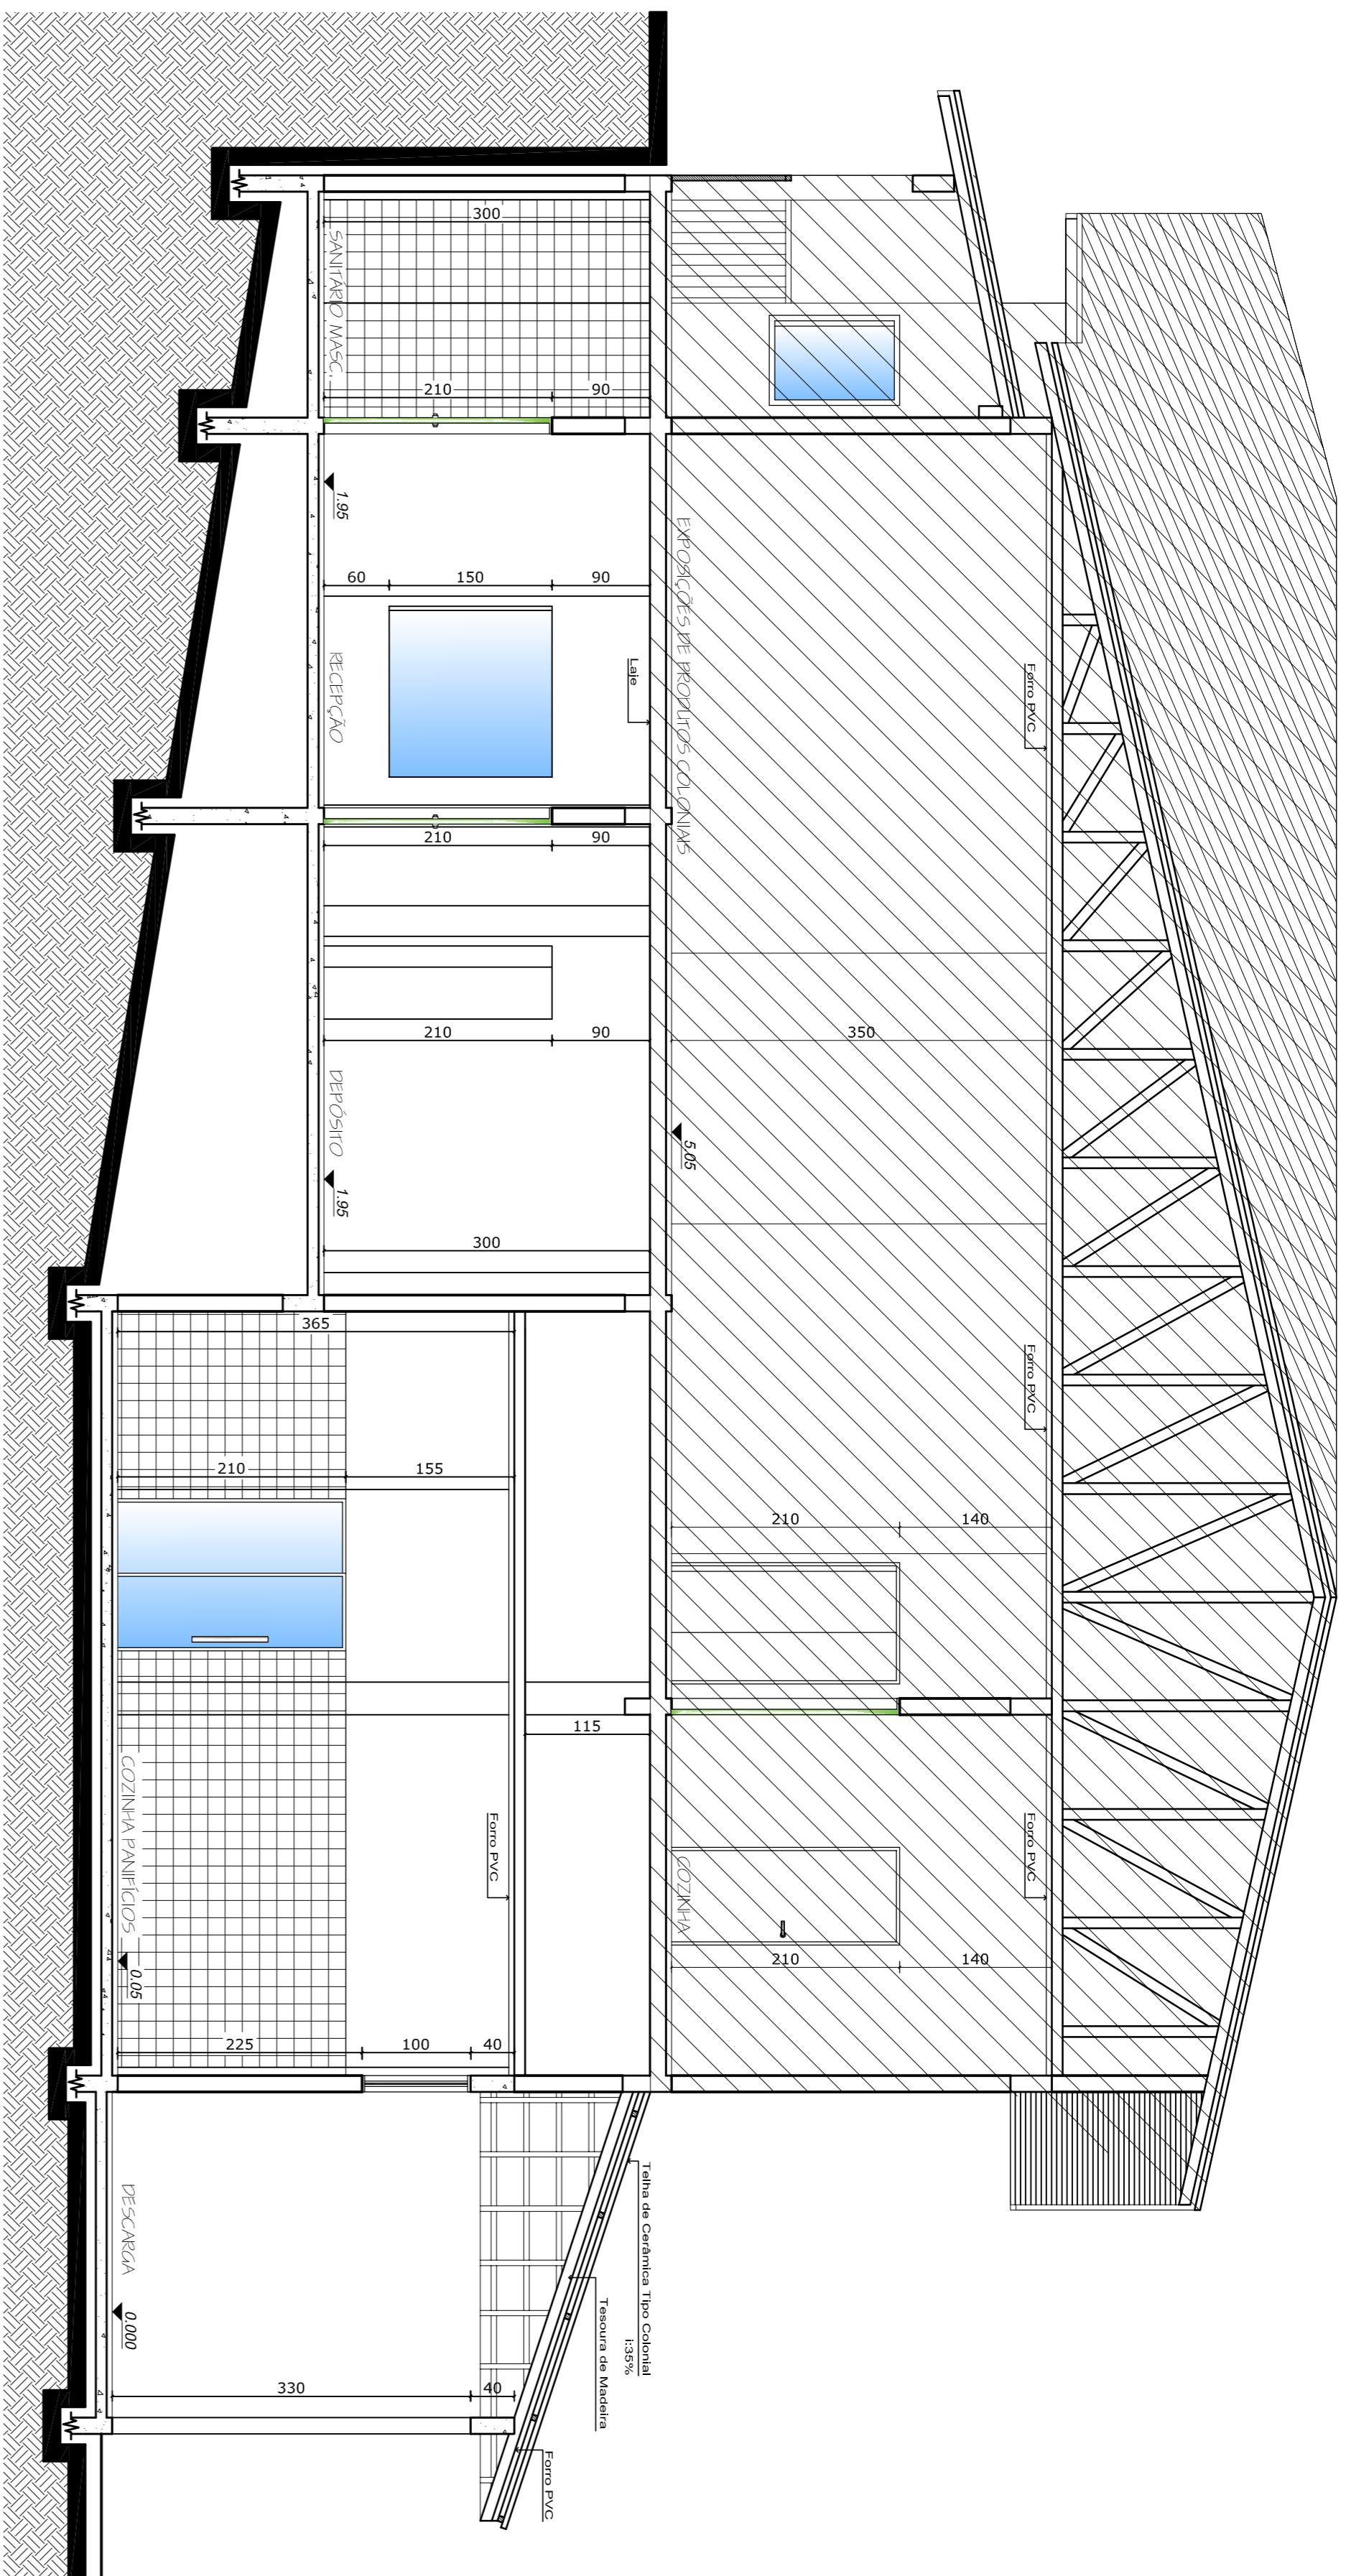 Forro PVC
Forro PVC
Forro PVC
350
210
140
210
140
EXPOSIÇÕES DE PRODUTOS COLONIAIS
5.05
COZINHA
Laje
300
210
90
60
150
90
210
90
210
90
300
SANITÁRIO MASC.
1.95
RECEPÇÃO
DEPÓSITO
1.95
115
Forro PVC
365
210
155
225
100
40
COZINHA PANIFÍCIOS
0.05
Telha de Cerâmica Tipo Colonial
i:35%
Tesoura de Madeira
Forro PVC
330
40
DESCARGA
0.000